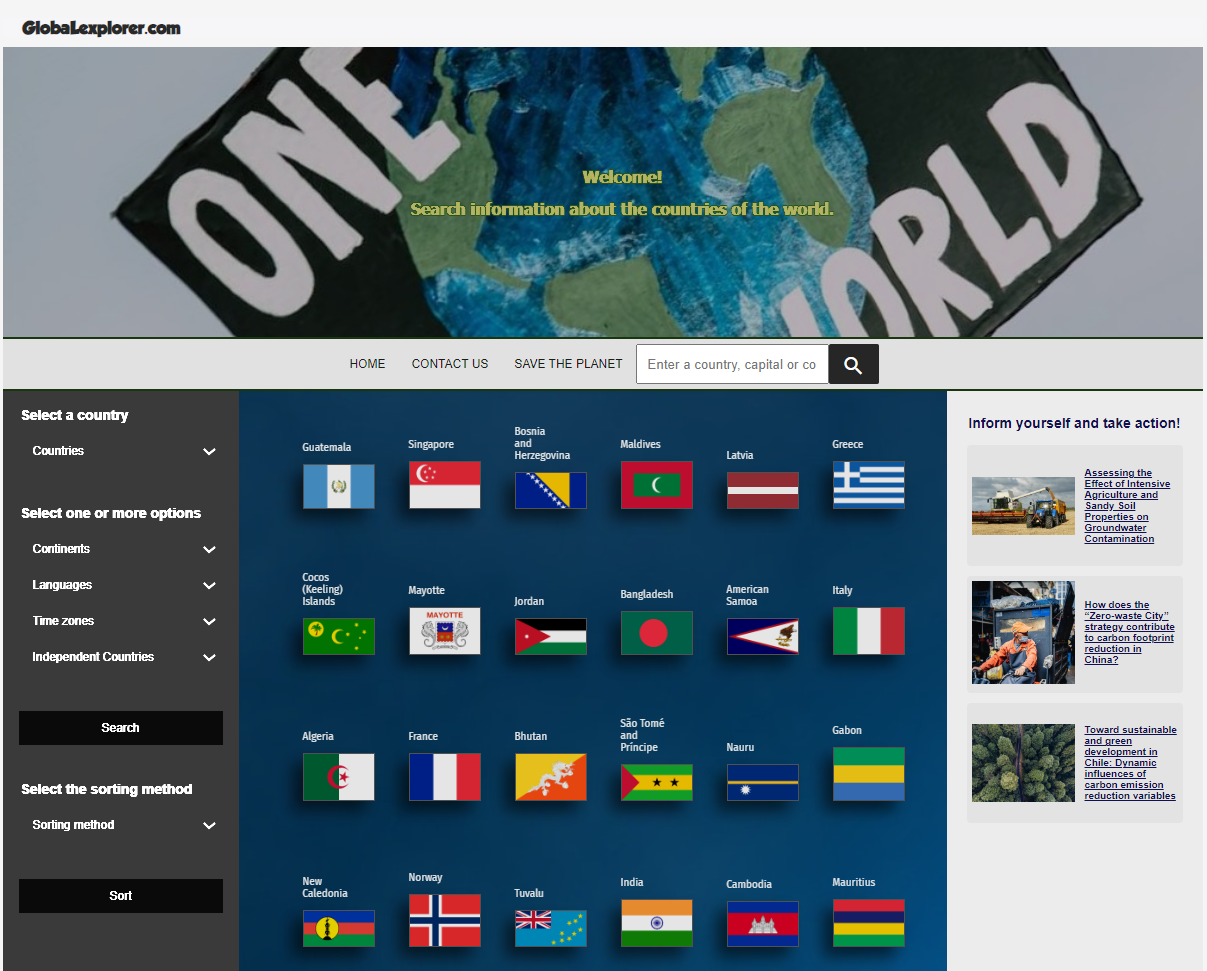 GlobaLexplorer.com
ONE
WORLD
Welcome!
Search information about the countries of the world.
HOME
CONTACT US
SAVE THE PLANET
Enter a country, capital or co
Select a country
Countries
Select one or more options
Continents
Languages
Time zones
Independent Countries
Search
Select the sorting method
Sorting method
Sort
Guatemala
Singapore
Bosnia
and
Herzegovina
Maldives
Latvia
Greece
Cocos
(Keeling)
Islands
Mayotte
MAYOTTE
Jordan
Bangladesh
American
Samoa
Italy
Algeria
France
Bhutan
São Tomé
and
Príncipe
Nauru
Gabon
New
Caledonia
Norway
Tuvalu
India
Cambodia
Mauritius
Inform yourself and take action!
Assessing the
Effect of Intensive
Agriculture and
Sandy Soil
Properties on
Groundwater
Contamination
How does the
“Zero-waste City”
strategy contribute
to carbon footprint
reduction in
China?
Toward sustainable
and green
development in
Chile: Dynamic
influences of
carbon emission
reduction variables